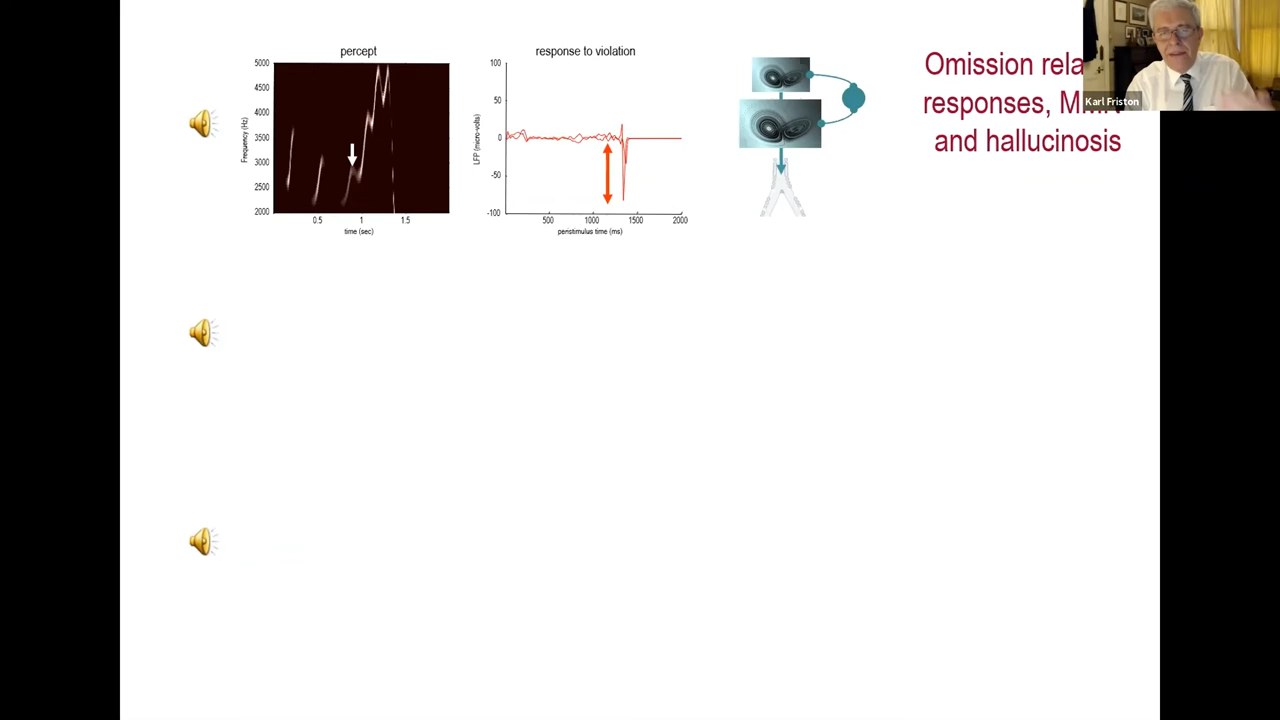 percept
5000
4500
4000
3500
3000
2500
2000
Frequency (Hz)
0.5
1
1.5
time (sec)
response to violation
100
50
0
-50
-100
LFP (micro-volts)
500
1000
1500
2000
peristimulus time (ms)
Omission rela
responses, M
and hallucinosis
Karl Friston